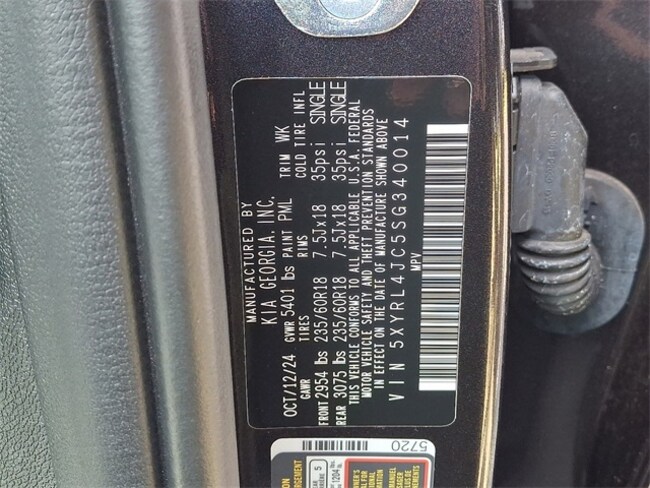 MANUFACTURED BY
KIA GEORGIA, INC.
OCT/12/24 GVWR 5401 lbs PAINT PML TRIM WK
GAWR TIRES RIMS COLD TIRE INFL
FRONT 2954 lbs 235/60R18 7.5Jx18 35psi SINGLE
REAR 3075 lbs 235/60R18 7.5Jx18 35psi SINGLE
THIS VEHICLE CONFORMS TO ALL APPLICABLE U.S.A. FEDERAL
MOTOR VEHICLE SAFETY AND THEFT PREVENTION STANDARDS
IN EFFECT ON THE DATE OF MANUFACTURE SHOWN ABOVE
VIN 5XYRL4JC5SG340014
MPV
5720